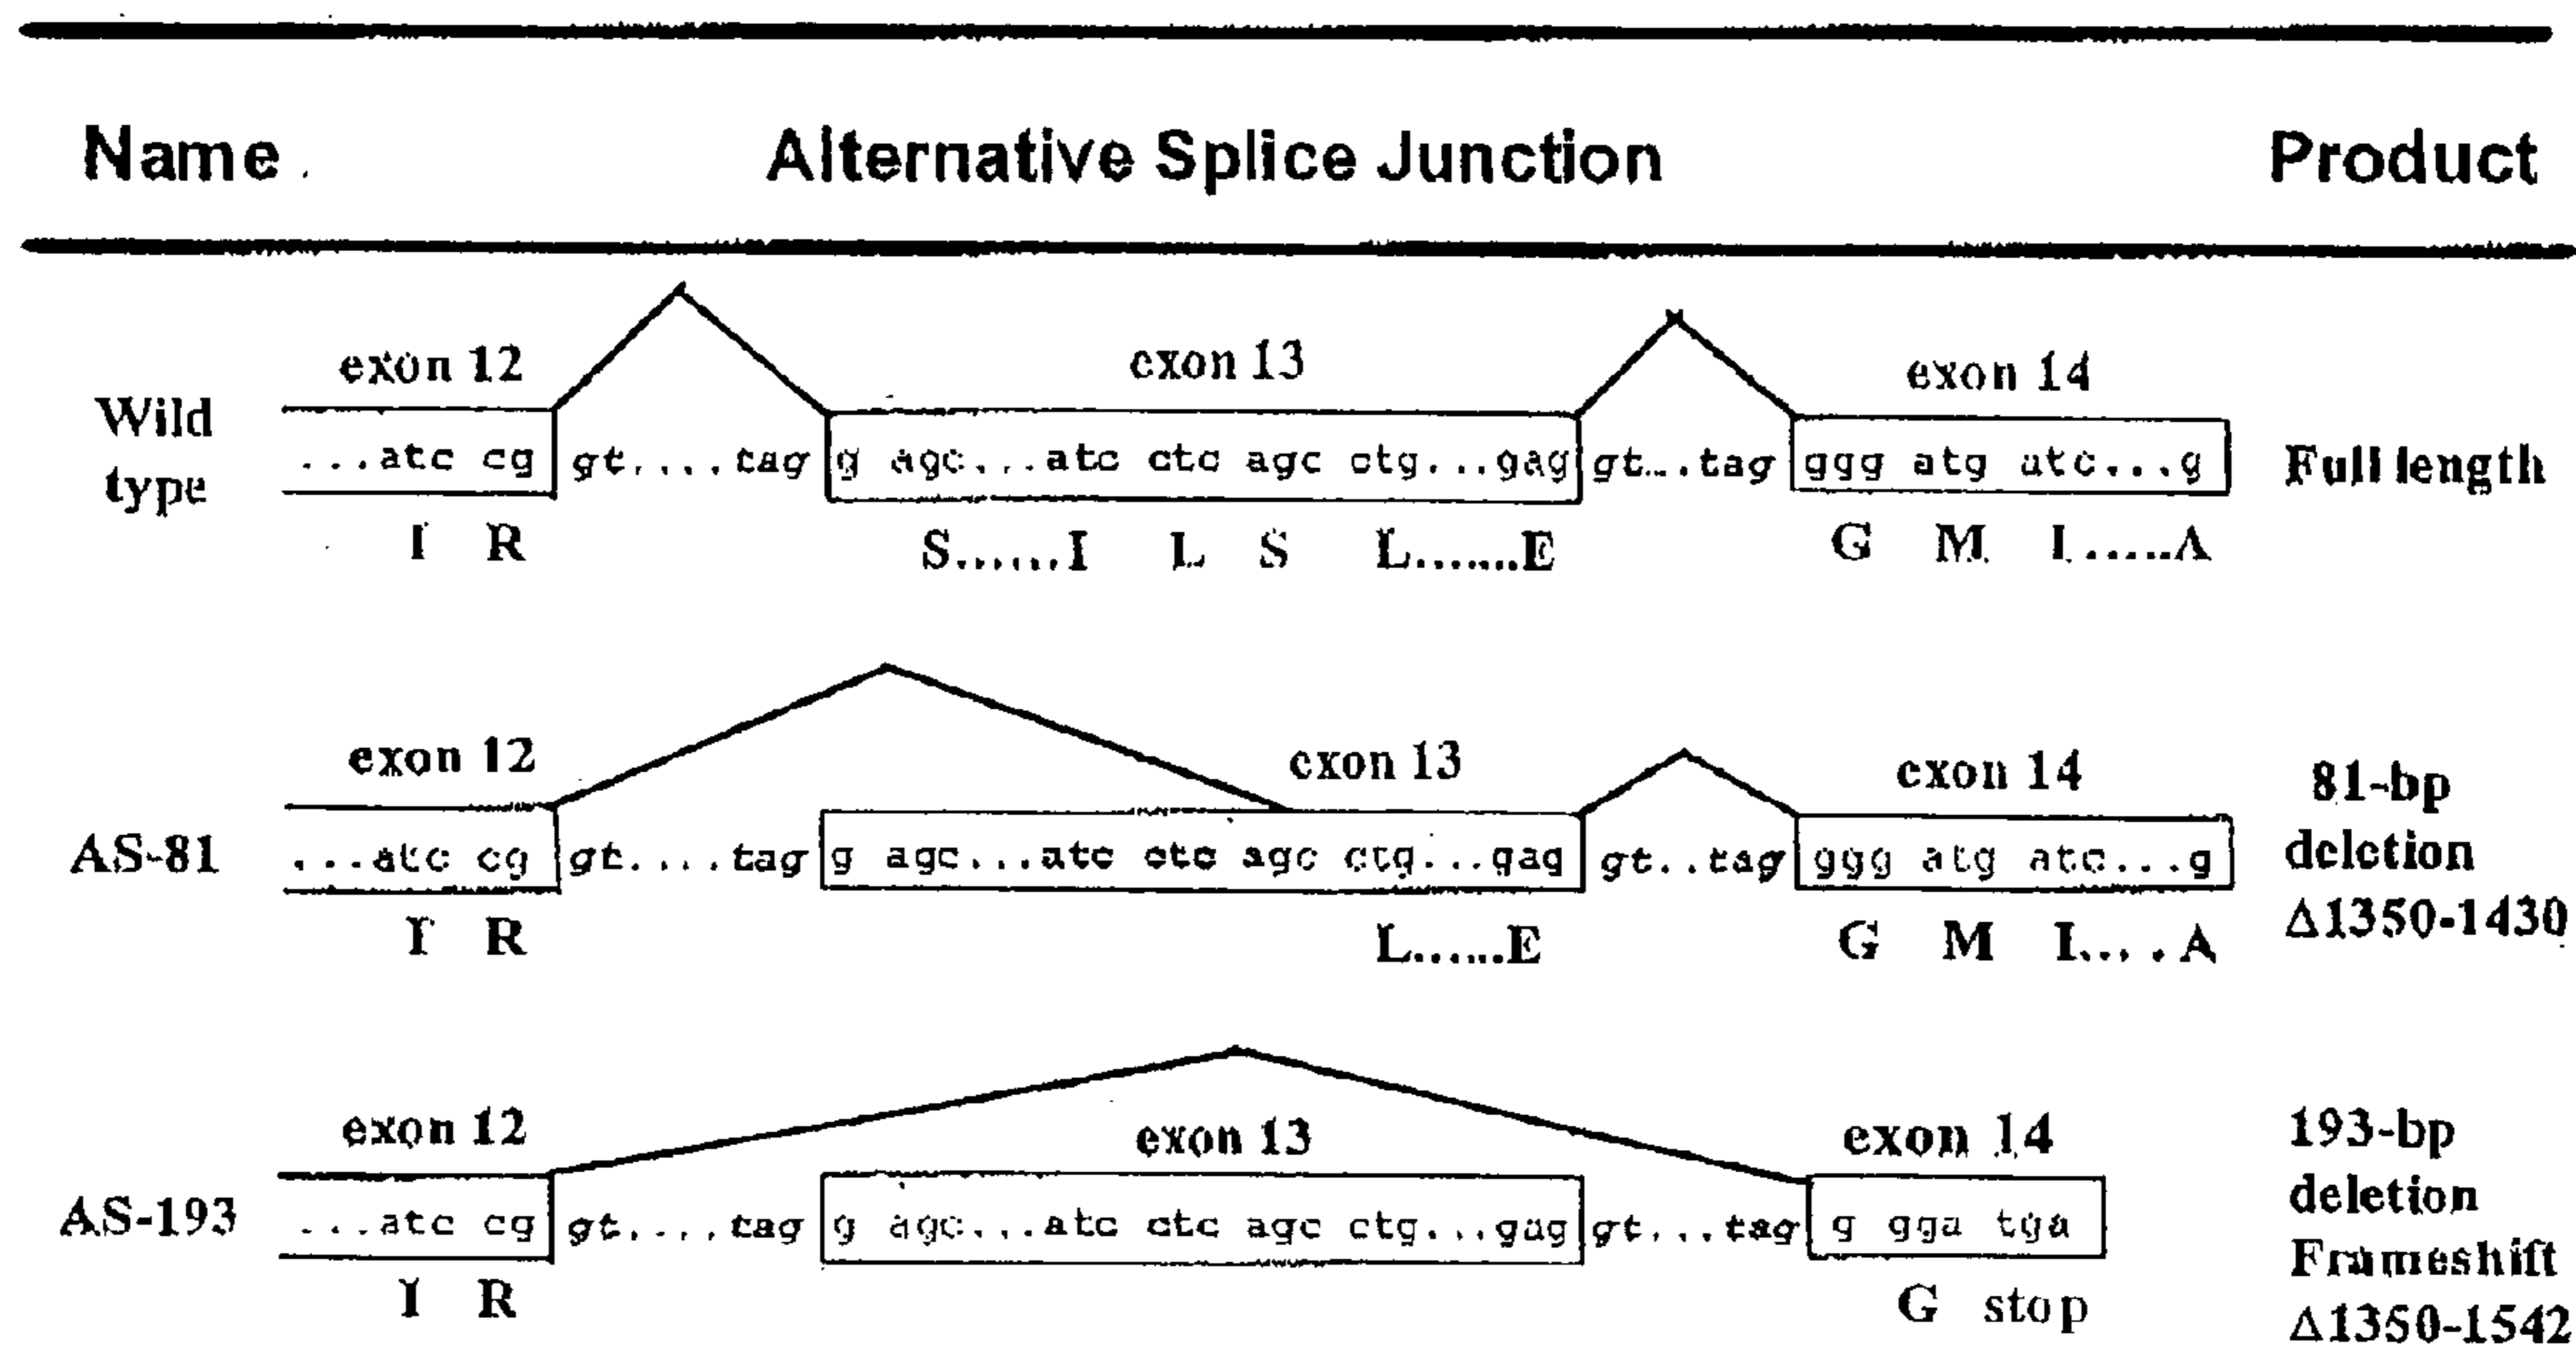 Name Alternative Splice Junction Product
exon 12 exon 13 exon 14
Wild type ...atc cg gt....tag g agc...atc ctc agc ctg...gag gt...tag ggg atg atc...g Full length
I R S......I L S L.......E G M I.....A
exon 12 exon 13 exon 14
AS-81 ...atc cg gt....tag g agc...atc ctc agc ctg...gag gt..tag ggg atg atc...g 81-bp deletion Δ1350-1430
I R L......E G M I....A
exon 12 exon 13 exon 14
AS-193 ...atc cg gt....tag g agc...atc ctc agc ctg...gag gt...tag g gga tga 193-bp deletion Frameshift Δ1350-1542
I R G stop